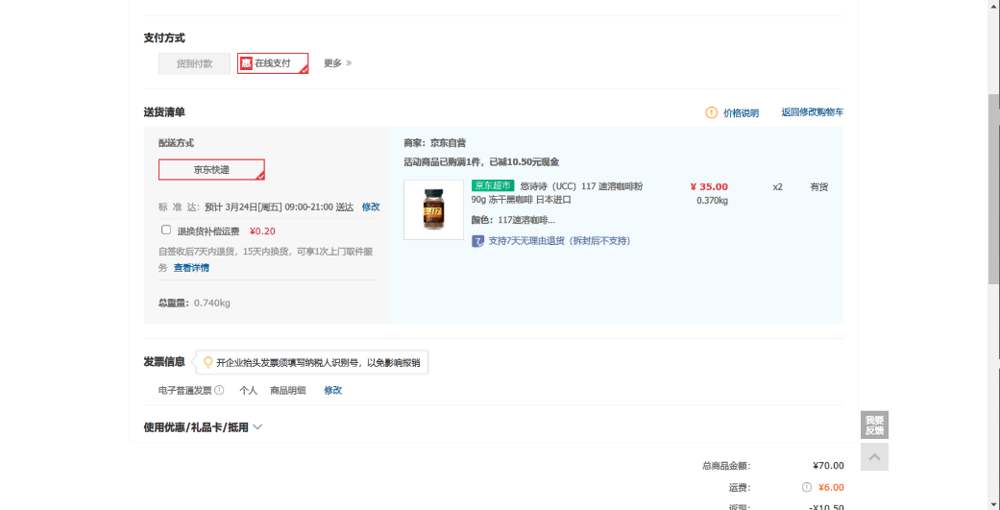 支付方式
货到付款 惠 在线支付 更多 »
送货清单 价格说明 返回修改购物车
配送方式
京东快递
标 准 达： 预计 3月24日[周五] 09:00-21:00 送达 修改
退换货补偿运费 ¥0.20
自签收后7天内退货，15天内换货，可享1次上门取件服
务 查看详情
总重量： 0.740kg
商家： 京东自营
活动商品已购满1件，已减10.50元现金
京东超市 悠诗诗（UCC）117 速溶咖啡粉 ¥ 35.00 x2 有货
90g 冻干黑咖啡 日本进口 0.370kg
颜色：117速溶咖啡...
7 支持7天无理由退货（拆封后不支持）
发票信息 开企业抬头发票须填写纳税人识别号，以免影响报销
电子普通发票 个人 商品明细 修改
使用优惠/礼品卡/抵用
我要
反馈
总商品金额： ¥70.00
运费： ¥6.00
返现： -¥10.50